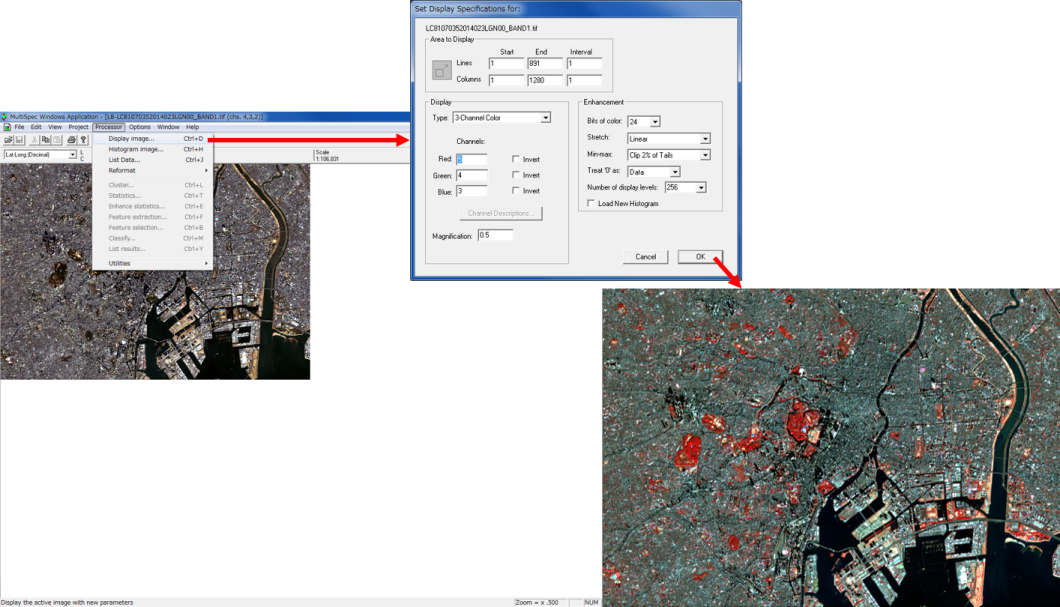 Set Display Specifications for:
LC81070352014023LGN00_BAND1.tif
Area to Display
Start End Interval
Lines 1 891 1
Columns 1 1280 1
Display
Type: 3-Channel Color
Channels:
Red: 5 Invert
Green: 4 Invert
Blue: 3 Invert
Channel Descriptions...
Magnification: 0.5
Enhancement
Bits of color: 24
Stretch: Linear
Min-max: Clip 2% of Tails
Treat '0' as: Data
Number of display levels: 256
Load New Histogram
Cancel OK
MultiSpec Windows Application - [L8-LC81070352014023LGN00_BAND1.tif (chs. 4,3,2)]
File Edit View Project Processor Options Window Help
Lat-Long (Decimal) L
C
Scale
1:186,831
Display image... Ctrl+D
Histogram image... Ctrl+H
List Data... Ctrl+J
Reformat
Cluster... Ctrl+L
Statistics... Ctrl+T
Enhance statistics... Ctrl+E
Feature extraction... Ctrl+F
Feature selection... Ctrl+B
Classify... Ctrl+M
List results... Ctrl+Y
Utilities
Display the active image with new parameters
Zoom = x .500 NUM